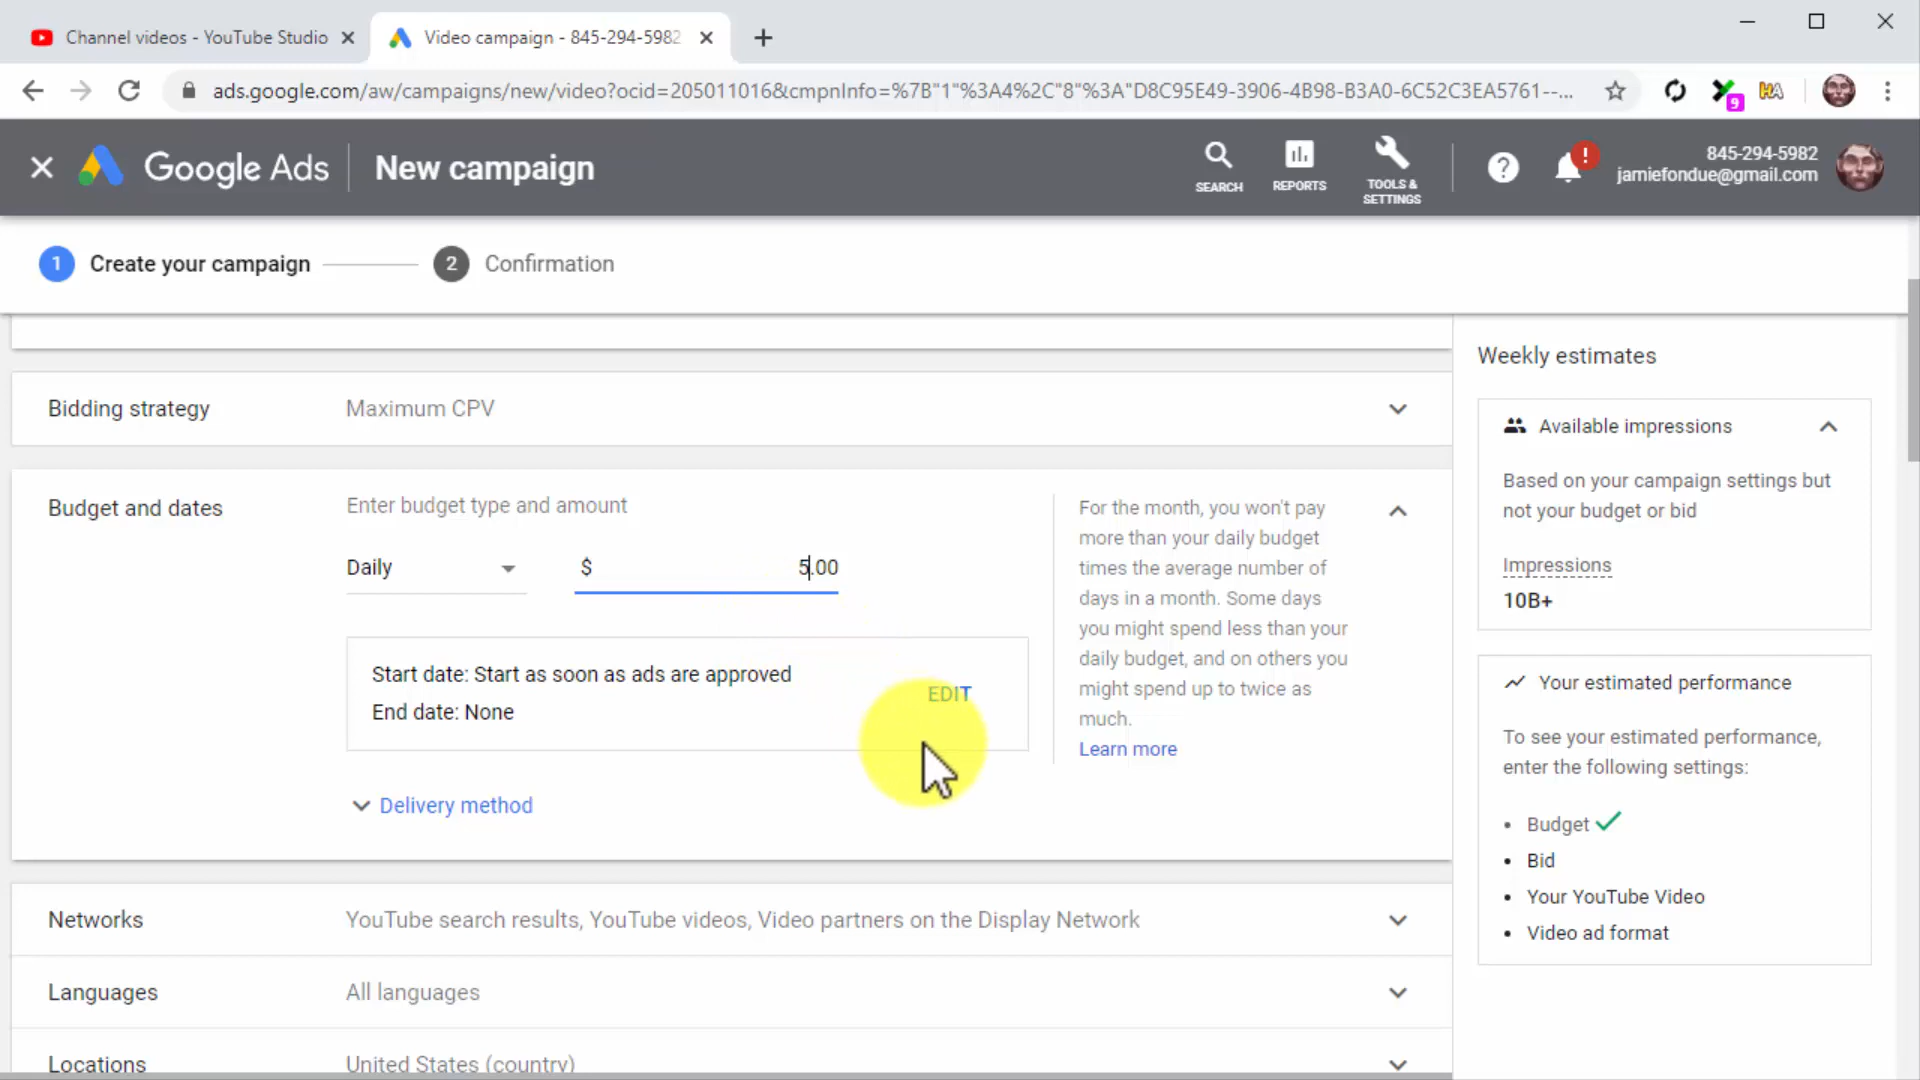 Channel videos - YouTube Studio
Video campaign - 845-294-5982
ads.google.com/aw/campaigns/new/video?ocid=205011016&cmpnInfo=%7B"1"%3A4%2C"8"%3A"D8C95E49-3906-4B98-B3A0-6C52C3EA5761--...
9
HA
Google Ads
New campaign
SEARCH
REPORTS
TOOLS &
SETTINGS
?
!
845-294-5982
jamiefondue@gmail.com
1
Create your campaign
2
Confirmation
Bidding strategy
Maximum CPV
Budget and dates
Enter budget type and amount
Daily
$
5.00
Start date: Start as soon as ads are approved
End date: None
EDIT
Delivery method
For the month, you won't pay
more than your daily budget
times the average number of
days in a month. Some days
you might spend less than your
daily budget, and on others you
might spend up to twice as
much.
Learn more
Networks
YouTube search results, YouTube videos, Video partners on the Display Network
Languages
All languages
Locations
United States (country)
Weekly estimates
Available impressions
Based on your campaign settings but
not your budget or bid
Impressions
10B+
Your estimated performance
To see your estimated performance,
enter the following settings:
• Budget
• Bid
• Your YouTube Video
• Video ad format